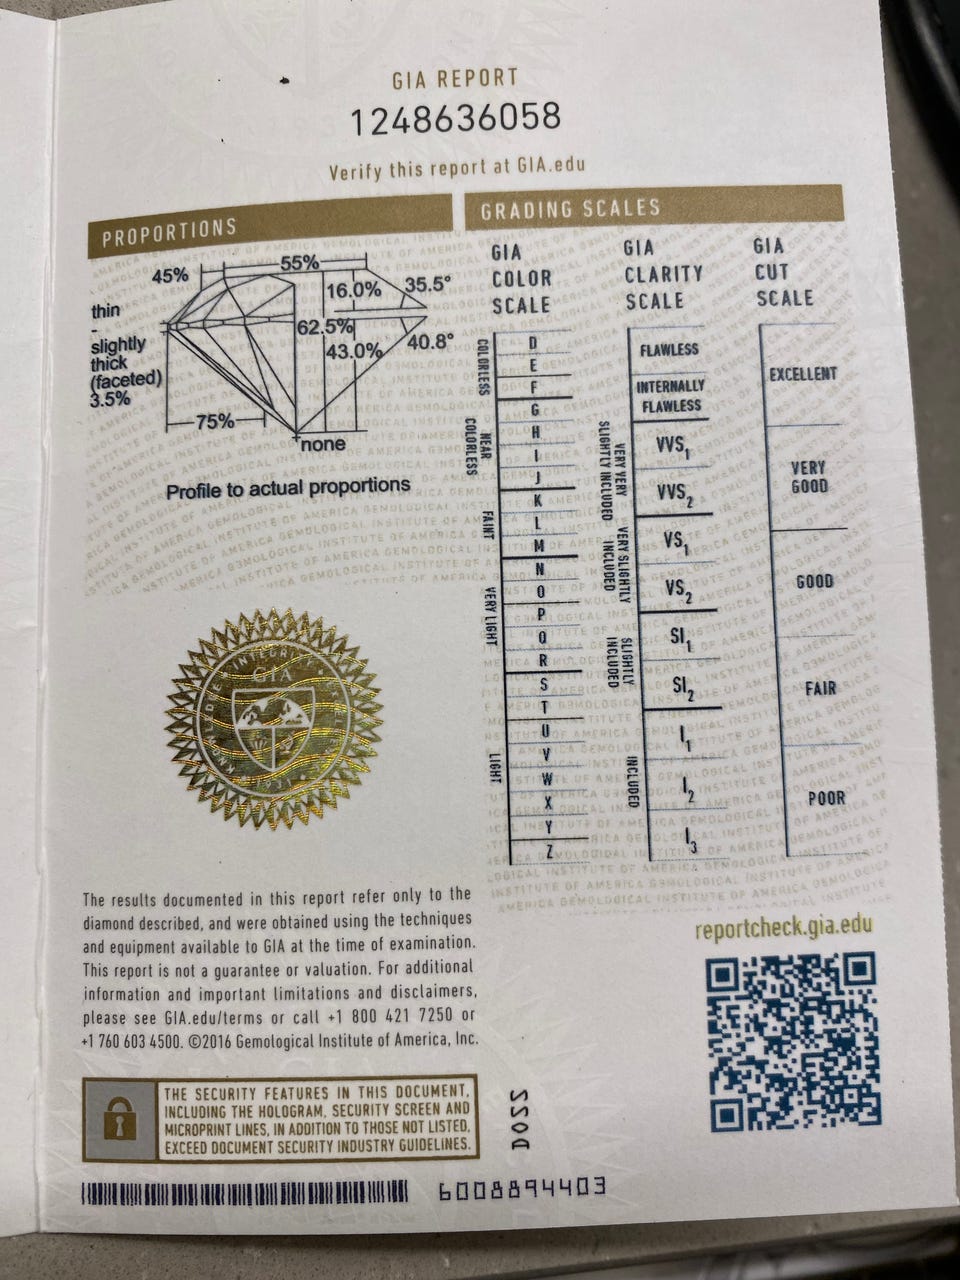 GIA REPORT
1248636058
Verify this report at GIA.edu
PROPORTIONS
45%
55%
16.0%
35.5°
thin
-
slightly
thick
(faceted)
3.5%
62.5%
43.0%
40.8°
75%
none
Profile to actual proportions
GRADING SCALES
GIA
COLOR
SCALE
COLORLESS
D
E
F
NEAR
COLORLESS
G
H
I
J
FAINT
K
L
M
VERY LIGHT
N
O
P
Q
R
LIGHT
S
T
U
V
W
X
Y
Z
GIA
CLARITY
SCALE
FLAWLESS
INTERNALLY
FLAWLESS
VERY VERY
SLIGHTLY INCLUDED
VVS1
VVS2
VERY SLIGHTLY
INCLUDED
VS1
VS2
SLIGHTLY
INCLUDED
SI1
SI2
INCLUDED
I1
I2
I3
GIA
CUT
SCALE
EXCELLENT
VERY
GOOD
GOOD
FAIR
POOR
GIA
The results documented in this report refer only to the
diamond described, and were obtained using the techniques
and equipment available to GIA at the time of examination.
This report is not a guarantee or valuation. For additional
information and important limitations and disclaimers,
please see GIA.edu/terms or call +1 800 421 7250 or
+1 760 603 4500. ©2016 Gemological Institute of America, Inc.
reportcheck.gia.edu
THE SECURITY FEATURES IN THIS DOCUMENT,
INCLUDING THE HOLOGRAM, SECURITY SCREEN AND
MICROPRINT LINES, IN ADDITION TO THOSE NOT LISTED,
EXCEED DOCUMENT SECURITY INDUSTRY GUIDELINES.
6008894403